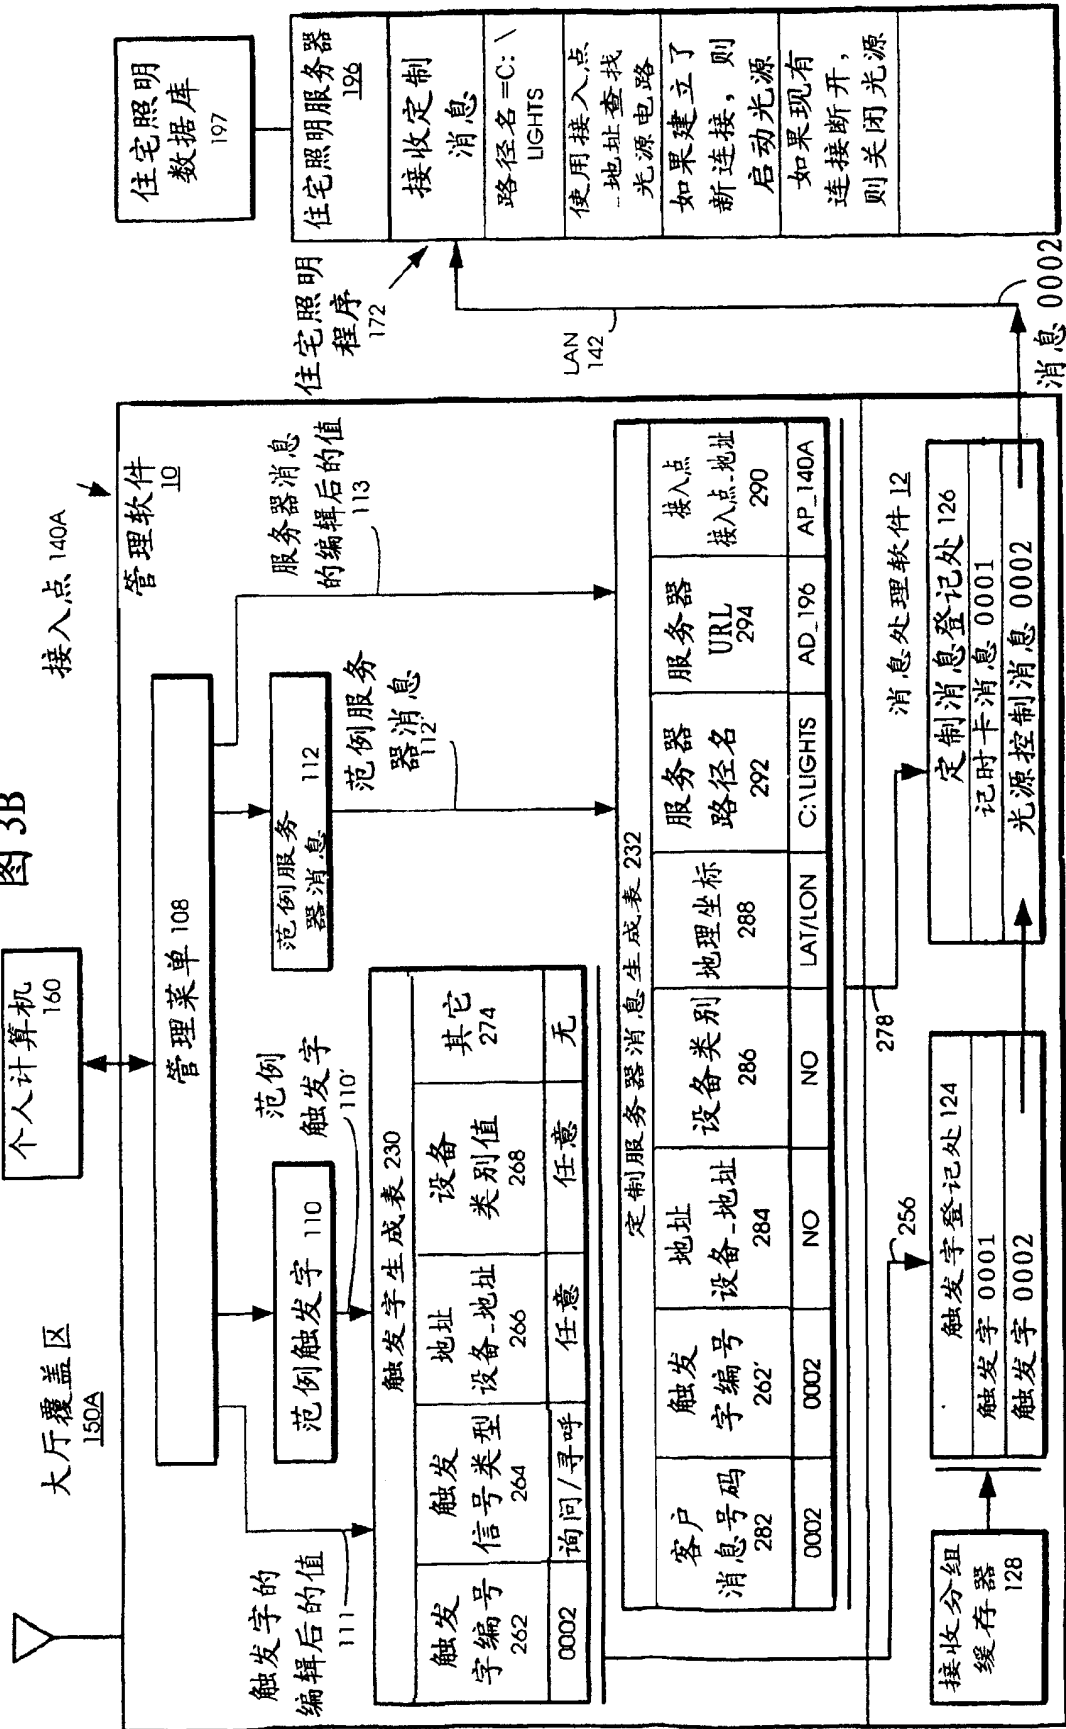 图 3B
大厅覆盖区
150A
个人计算机
160
接入点 140A
管理软件
10
管理菜单 108
触发字的
编辑后的值
111
范例触发字 110
范例
触发字
110'
范例服务
器消息
112
范例服务
器消息
112'
服务器消息
的编辑后的值
113
触发字生成表 230
触发
字编号
262
触发
信号类型
264
地址
设备_地址
266
设备
类别值
268
其它
274
0002
询问/寻呼
任意
任意
无
定制服务器消息生成表 232
客户
消息号码
282
触发
字编号
262'
地址
设备_地址
284
设备类别
286
地理坐标
288
服务器
路径名
292
服务器
URL
294
接入点
接入点_地址
290
0002
0002
NO
NO
LAT/LON
C:\LIGHTS
AD_196
AP_140A
256
278
消息处理软件 12
接收分组
缓存器
128
触发字登记处 124
触发字 0001
触发字 0002
定制消息登记处 126
记时卡消息 0001
光源控制消息 0002
消息 0002
LAN
142
住宅照明
程序
172
住宅照明
数据库
197
住宅照明服务器
196
接收定制
消息
路径名=C:\
LIGHTS
使用接入点
_地址查找
光源电路
如果建立了
新连接，则
启动光源
如果现有
连接断开，
则关闭光源